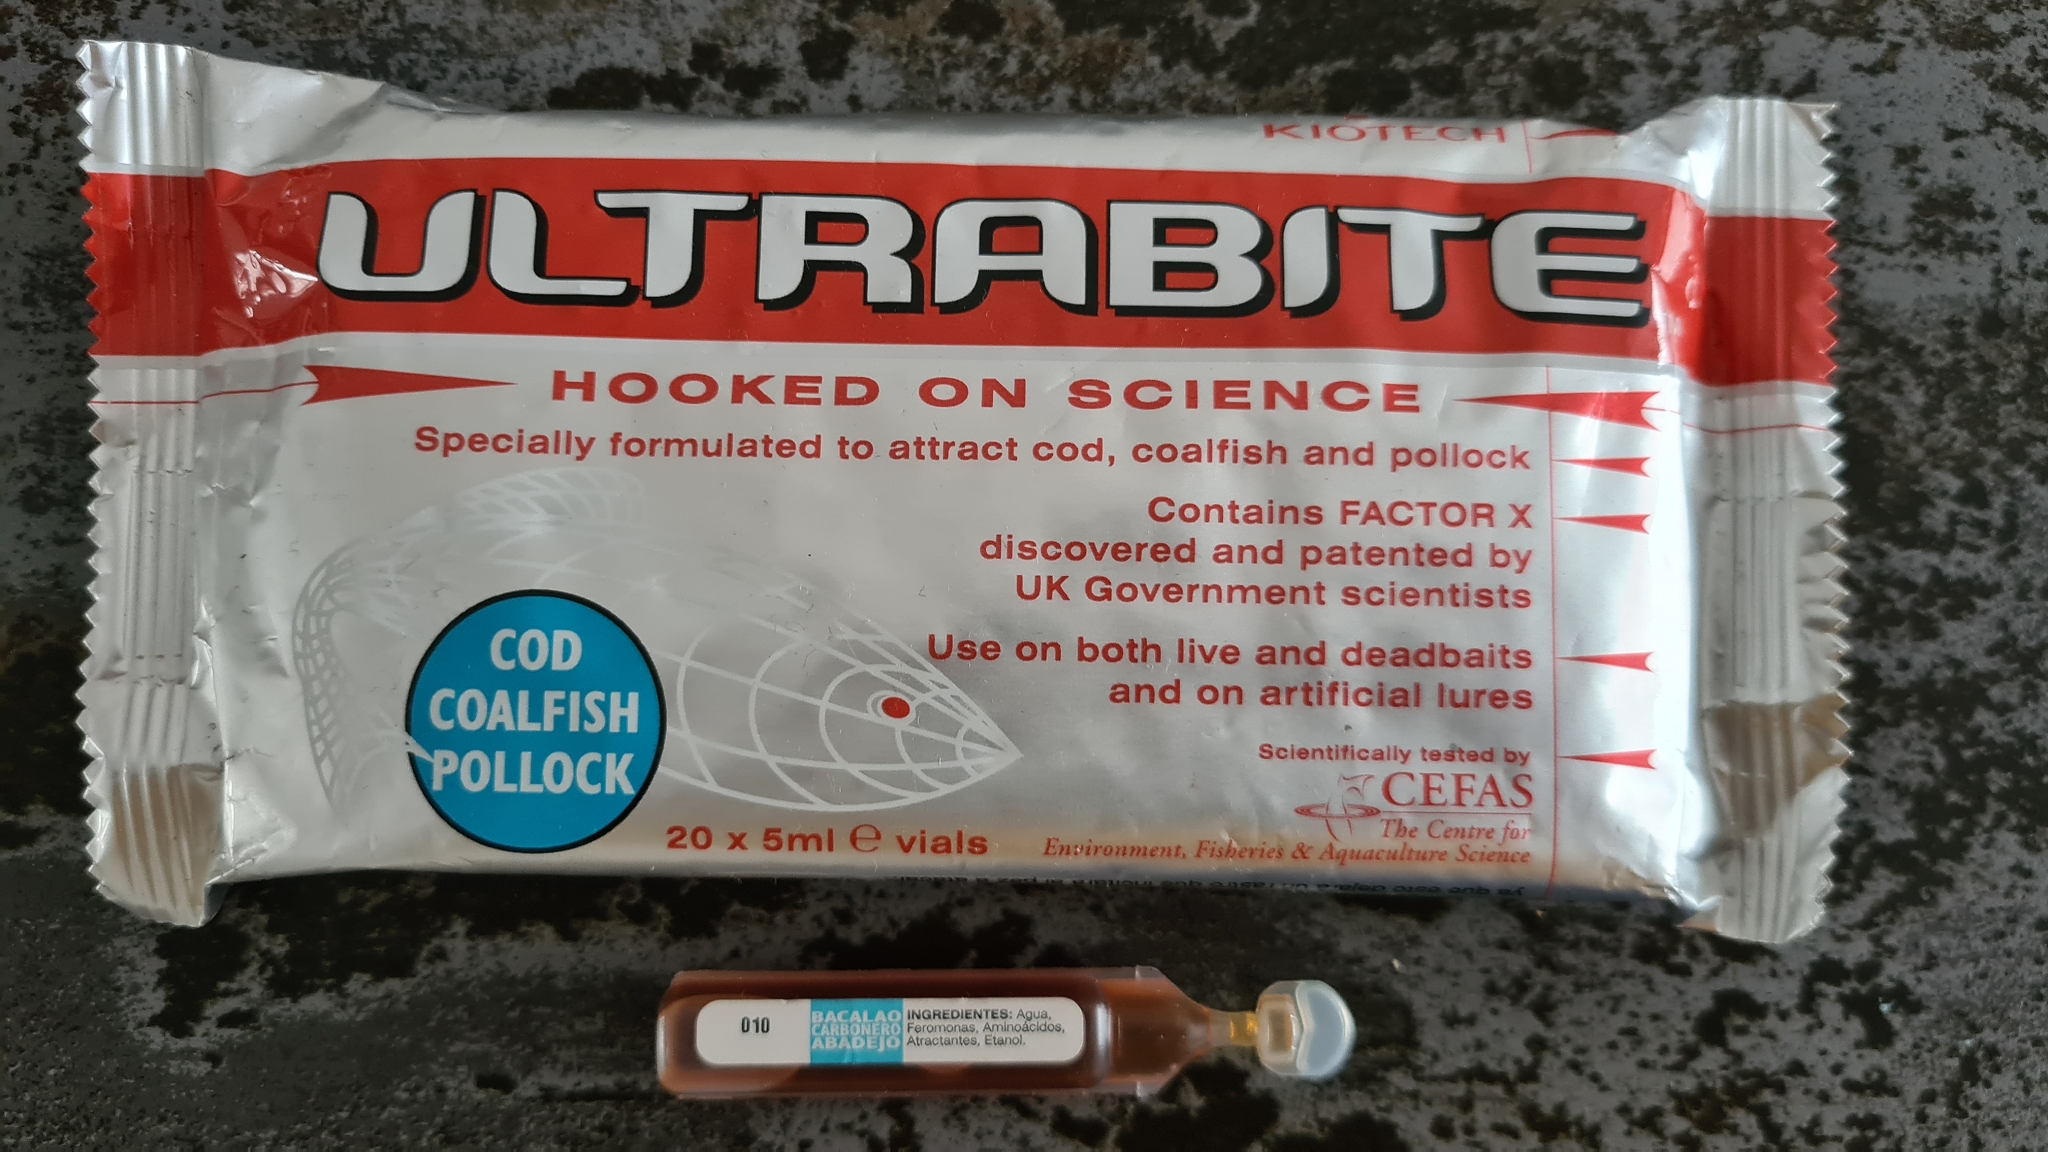 KIOTECH
ULTRABITE
HOOKED ON SCIENCE
Specially formulated to attract cod, coalfish and pollock
Contains FACTOR X
discovered and patented by
UK Government scientists
Use on both live and deadbaits
and on artificial lures
COD
COALFISH
POLLOCK
20 x 5ml e vials
Scientifically tested by
CEFAS
The Centre for
Environment, Fisheries & Aquaculture Science
010
BACALAO
CARBONERO
ABADEJO
INGREDIENTES: Agua,
Feromonas, Aminoácidos,
Atractantes, Etanol.